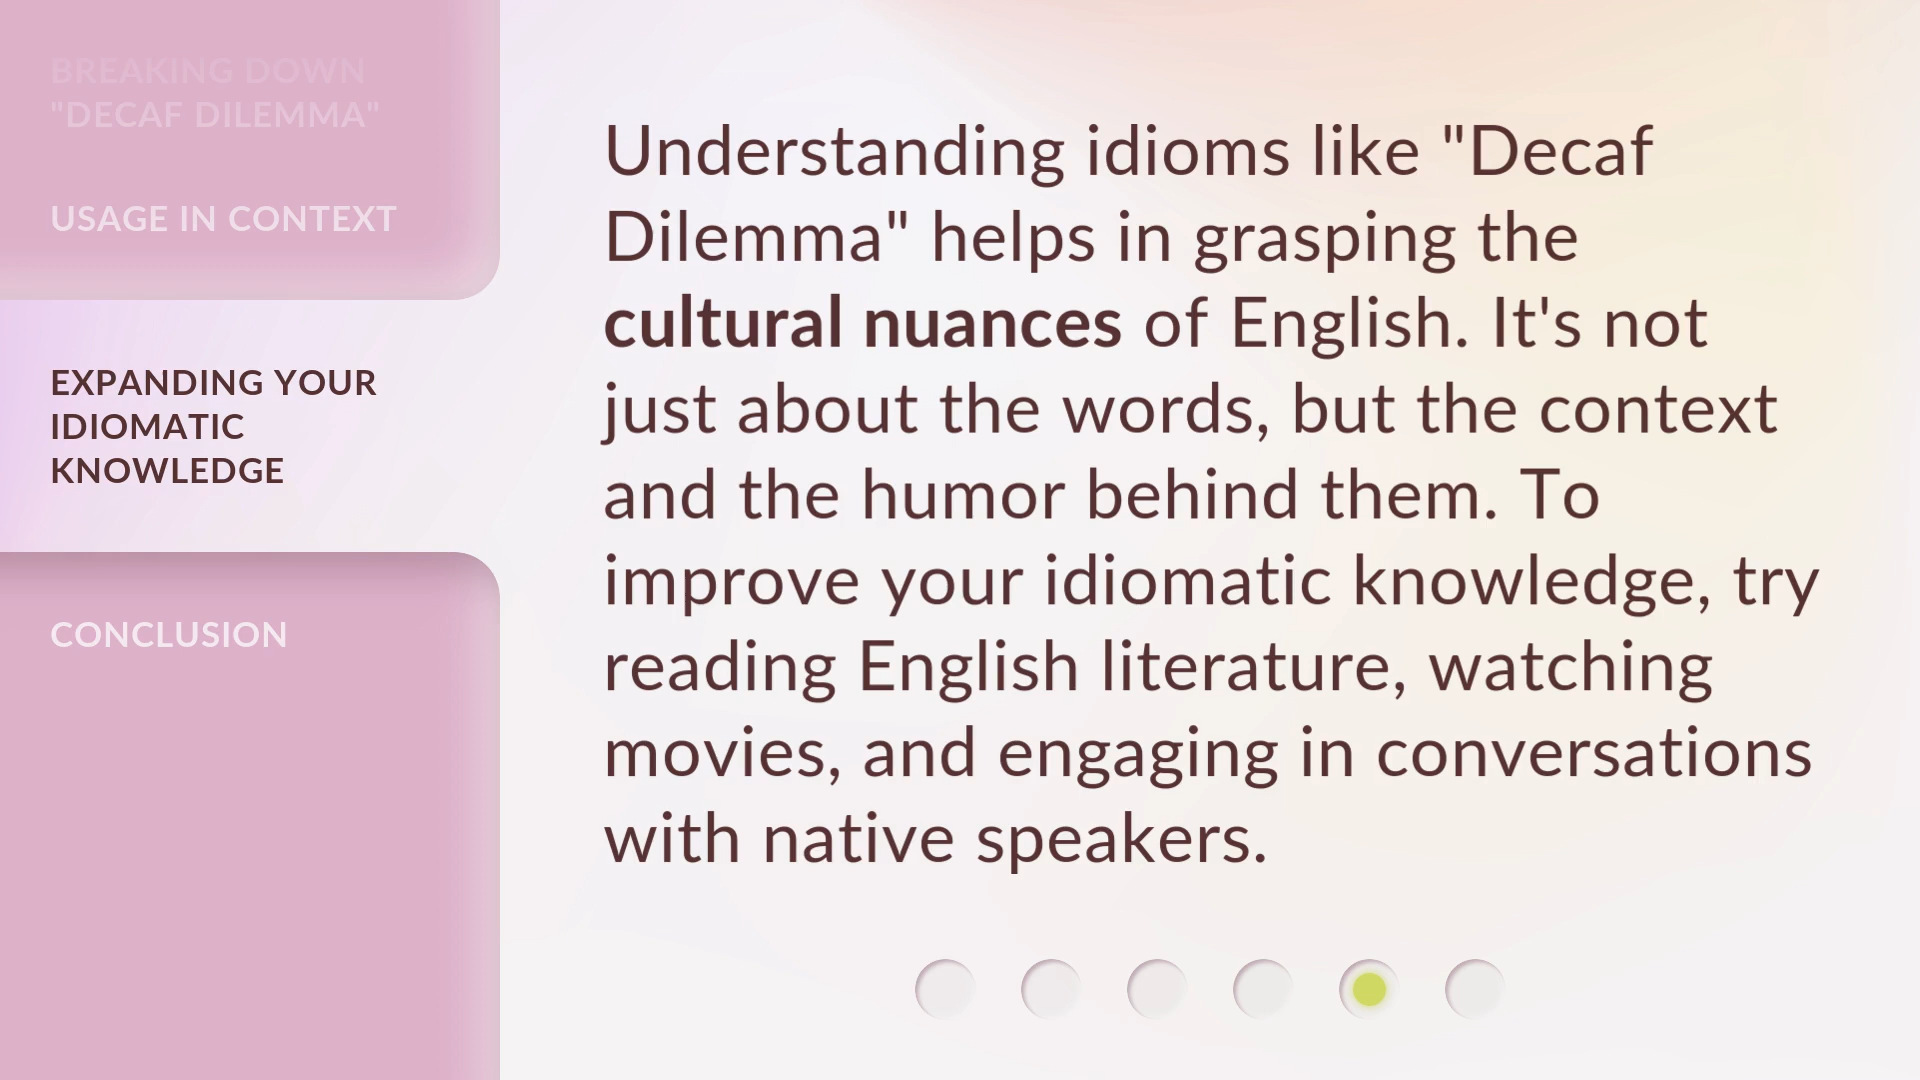 BREAKING DOWN
"DECAF DILEMMA"
USAGE IN CONTEXT
EXPANDING YOUR
IDIOMATIC
KNOWLEDGE
CONCLUSION
Understanding idioms like "Decaf
Dilemma" helps in grasping the
cultural nuances of English. It's not
just about the words, but the context
and the humor behind them. To
improve your idiomatic knowledge, try
reading English literature, watching
movies, and engaging in conversations
with native speakers.